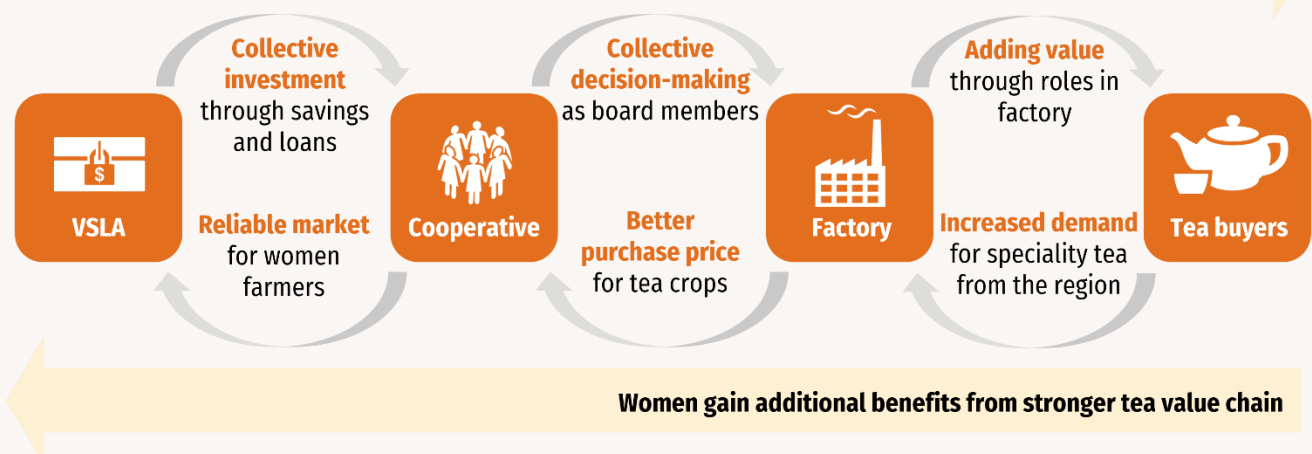 Collective
investment
through savings
and loans
Collective
decision-making
as board members
Adding value
through roles in
factory
$
VSLA
Reliable market
for women
farmers
Cooperative
Better
purchase price
for tea crops
Factory
Increased demand
for speciality tea
from the region
Tea buyers
Women gain additional benefits from stronger tea value chain